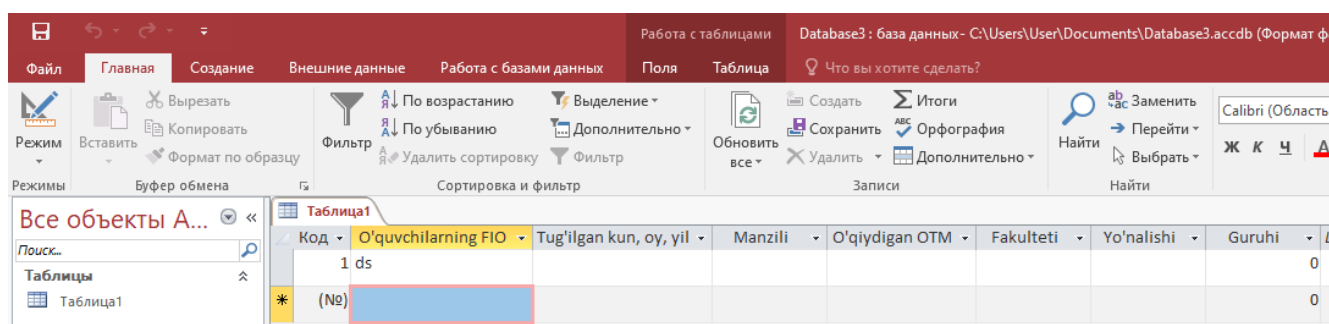 Работа с таблицами Database3 : база данных- C:\Users\User\Documents\Database3.accdb (Формат ф
Файл Главная Создание Внешние данные Работа с базами данных Поля Таблица Что вы хотите сделать?
Вырезать По возрастанию Выделение Создать Итоги Заменить Calibri (Область
Режим Вставить Копировать Фильтр По убыванию Дополнительно Обновить все Сохранить Орфография Найти Перейти
Формат по образцу Удалить сортировку Фильтр Удалить Дополнительно Выбрать Ж К Ч
Режимы Буфер обмена Сортировка и фильтр Записи Найти
Все объекты A... « Таблица1
Поиск... Код O'quvchilarning FIO Tug'ilgan kun, oy, yil Manzili O'qiydigan OTM Fakulteti Yo'nalishi Guruhi
Таблицы 1 ds 0
Таблица1 (№) 0